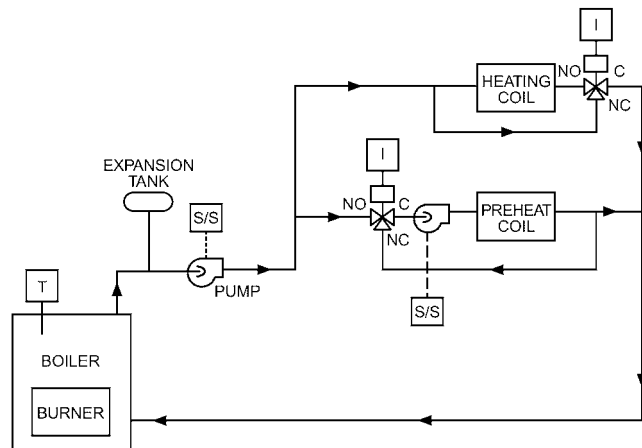 I
NO
C
HEATING
COIL
NC
I
EXPANSION
TANK
NO
C
S/S
PREHEAT
COIL
NC
T
PUMP
S/S
BOILER
BURNER